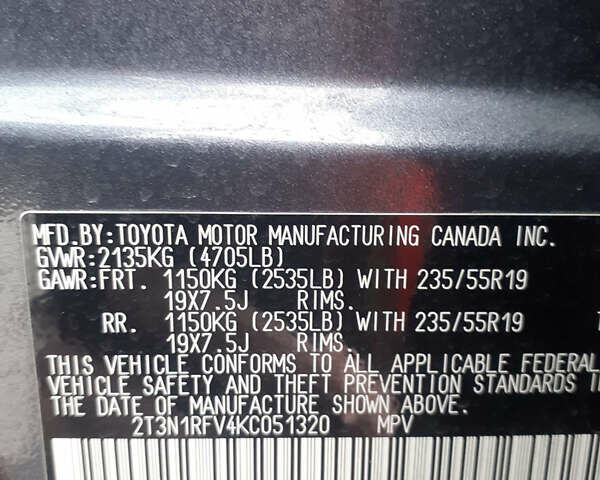 MFD.BY:TOYOTA MOTOR MANUFACTURING CANADA INC.
GVWR:2135KG (4705LB)
GAWR:FRT. 1150KG (2535LB) WITH 235/55R19
19X7.5J RIMS.
RR. 1150KG (2535LB) WITH 235/55R19
19X7.5J RIMS.
THIS VEHICLE CONFORMS TO ALL APPLICABLE FEDERAL
VEHICLE SAFETY AND THEFT PREVENTION STANDARDS
THE DATE OF MANUFACTURE SHOWN ABOVE.
2T3N1RFV4KC051320 MPV